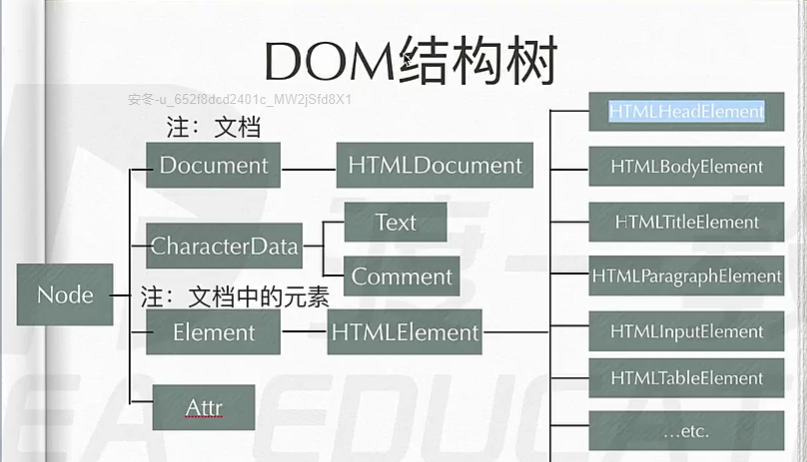 DOM结构树
安冬-u_652f8dcd2401c_MW2jSfd8X1
注：文档
Document
HTMLDocument
CharacterData
Text
Comment
Node
注：文档中的元素
Element
HTMLElement
Attr
HTMLHeadElement
HTMLBodyElement
HTMLTitleElement
HTMLParagraphElement
HTMLInputElement
HTMLTableElement
...etc.